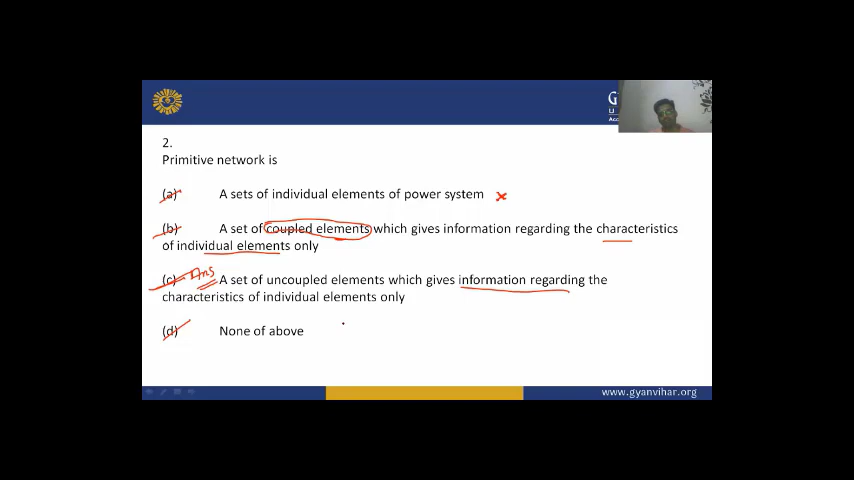 G
U
Acc
2.
Primitive network is
(a) A sets of individual elements of power system x
(b) A set of coupled elements which gives information regarding the characteristics
of individual elements only
(c) Ans A set of uncoupled elements which gives information regarding the
characteristics of individual elements only
(d) None of above
www.gyanvihar.org